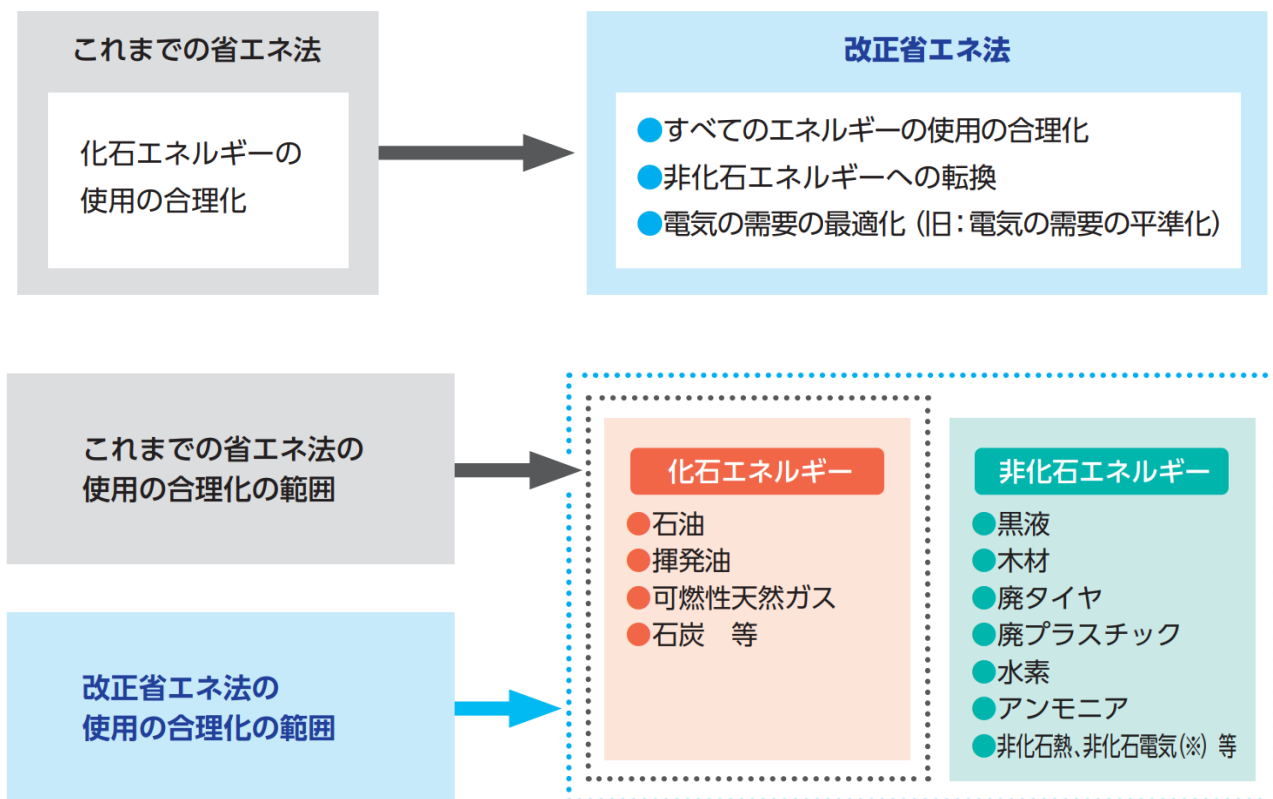 これまでの省エネ法
化石エネルギーの
使用の合理化
改正省エネ法
●すべてのエネルギーの使用の合理化
●非化石エネルギーへの転換
●電気の需要の最適化（旧：電気の需要の平準化）
これまでの省エネ法の
使用の合理化の範囲
改正省エネ法の
使用の合理化の範囲
化石エネルギー
●石油
●揮発油
●可燃性天然ガス
●石炭　等
非化石エネルギー
●黒液
●木材
●廃タイヤ
●廃プラスチック
●水素
●アンモニア
●非化石熱、非化石電気(※) 等